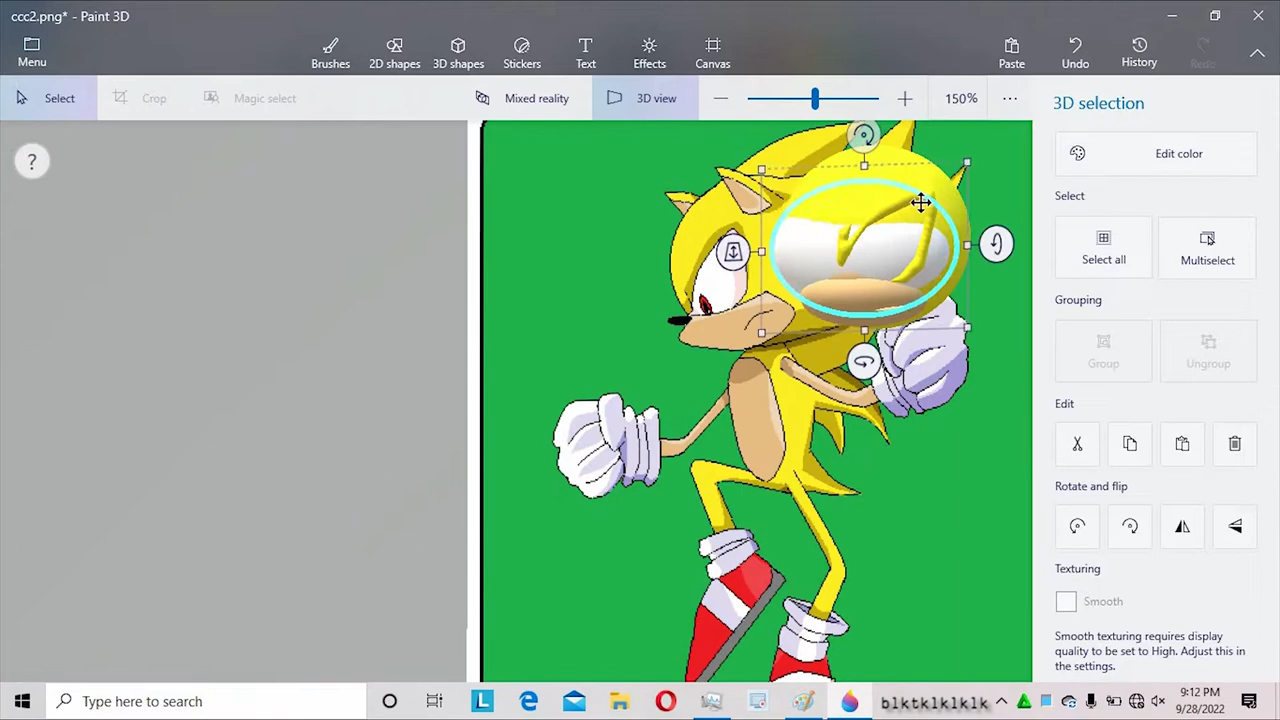 ccc2.png* - Paint 3D
Menu
Brushes
2D shapes
3D shapes
Stickers
Text
Effects
Canvas
Paste
Undo
History
Redo
Select
Crop
Magic select
Mixed reality
3D view
150%
?
3D selection
Edit color
Select
Select all
Multiselect
Grouping
Group
Ungroup
Edit
Rotate and flip
Texturing
Smooth
Smooth texturing requires display
quality to be set to High. Adjust this in
the settings.
Type here to search
L
blktklklklk
9:12 PM
9/28/2022